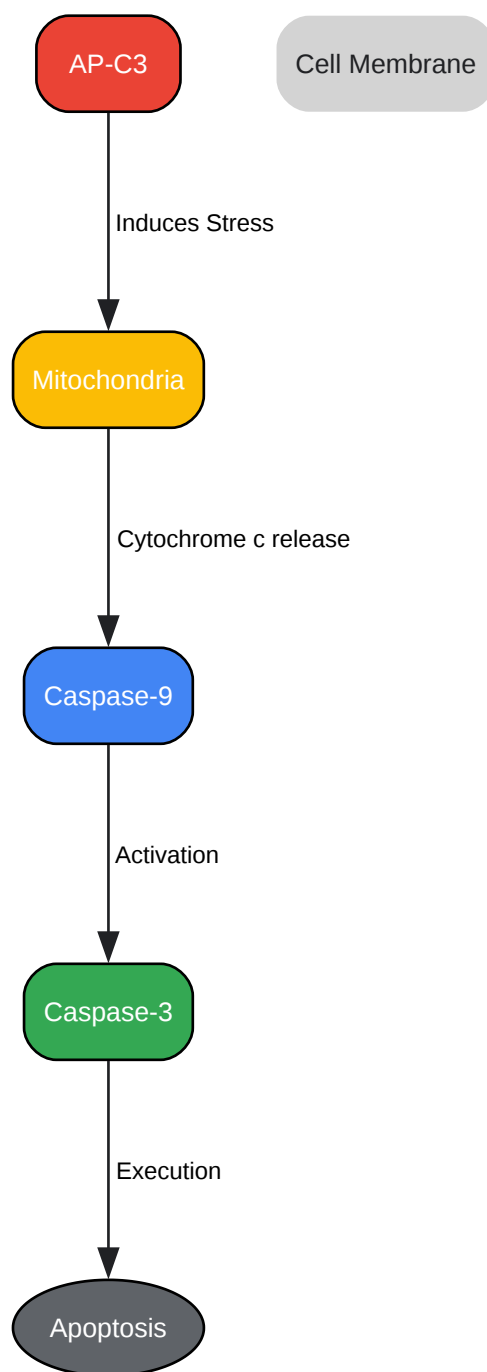 AP-C3
Cell Membrane
Induces Stress
Mitochondria
Cytochrome c release
Caspase-9
Activation
Caspase-3
Execution
Apoptosis